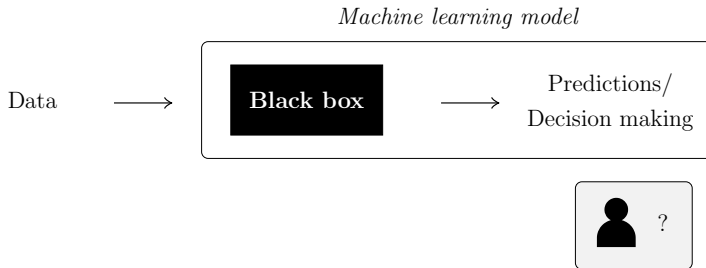 Machine learning model
Data
Black box
Predictions/
Decision making
?